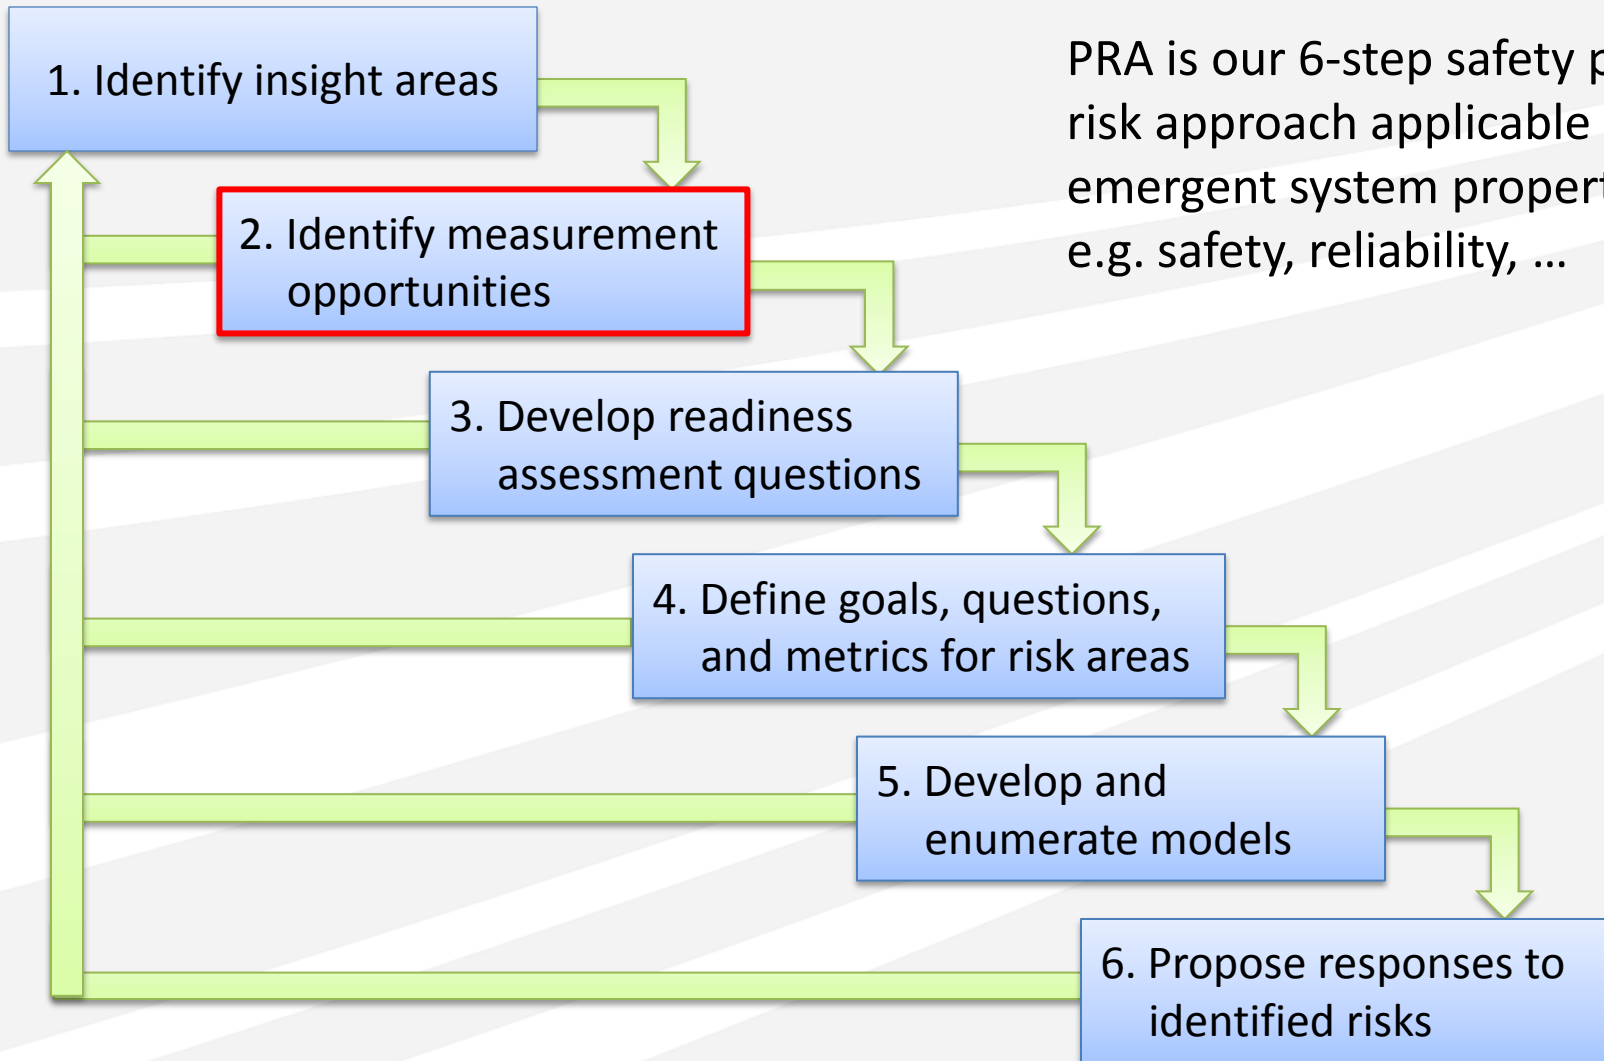 1. Identify insight areas
PRA is our 6-step safety
risk approach applicable
emergent system
e.g. safety, reliability, ...
2. Identify measurement
opportunities
3. Develop readiness
assessment questions
4. Define goals, questions,
and metrics for risk areas
5. Develop and
enumerate models
6. Propose responses to
identified risks